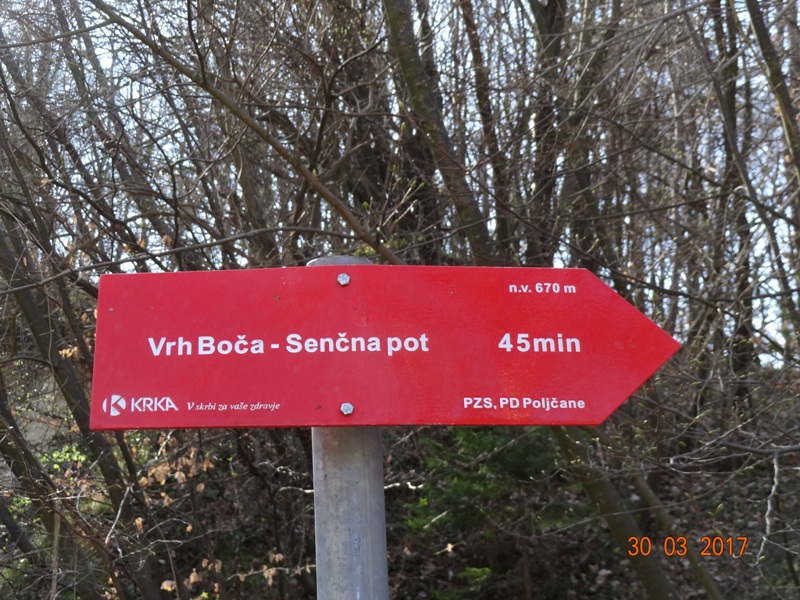 n.v. 670 m
Vrh Boča - Senčna pot 45min
KRKA V skrbi za vaše zdravje PZS, PD Poljčane
30 03 2017